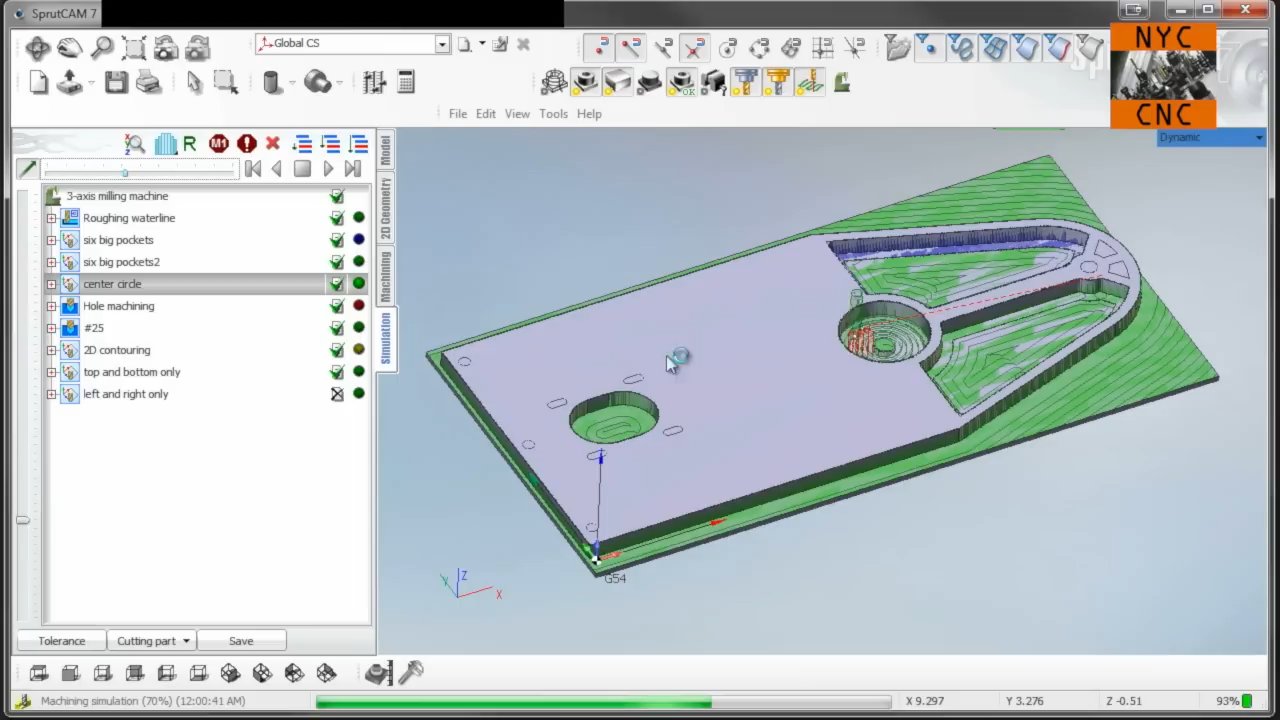 SprutCAM 7
Global CS
NYC
CNC
OK
File Edit View Tools Help
Dynamic
R
M1
3-axis milling machine
Roughing waterline
six big pockets
six big pockets2
center circle
Hole machining
#25
2D contouring
top and bottom only
left and right only
Model
2D Geometry
Machining
Simulation
G54
Z
Y
X
Tolerance
Cutting part
Save
Machining simulation (70%) (12:00:41 AM)
X 9.297
Y 3.276
Z -0.51
93%